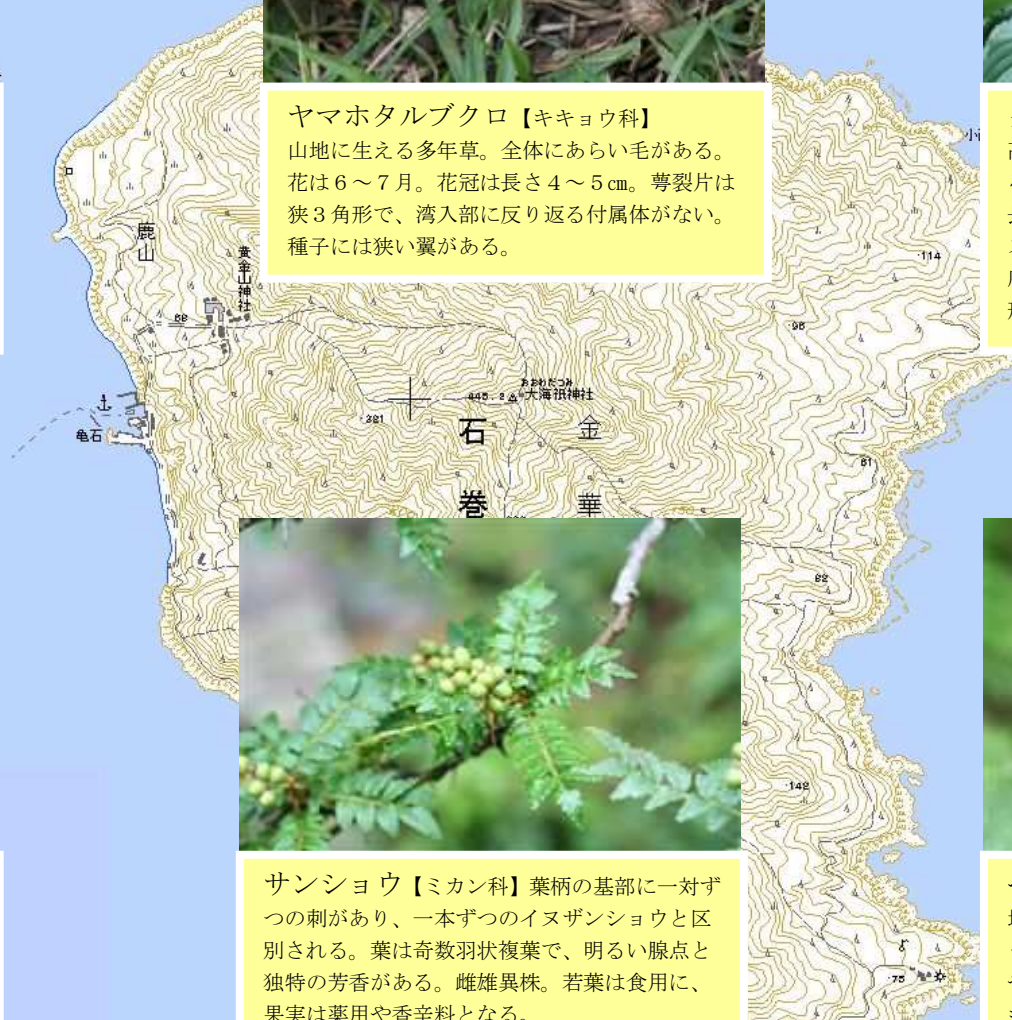 ヤマホタルブクロ【キキョウ科】
山地に生える多年草。全体にあらい毛がある。
花は６～７月。花冠は長さ４～５㎝。萼裂片は
狭３角形で、湾入部に反り返る付属体がない。
種子には狭い翼がある。
鹿山
黄金山神社
114
96
68
おおわだつみ
445.2 大海祇神社
321
亀石
石巻
金華
81
82
142
75
サンショウ【ミカン科】葉柄の基部に一対ず
つの刺があり、一本ずつのイヌザンショウと区
別される。葉は奇数羽状複葉で、明るい腺点と
独特の芳香がある。雌雄異株。若葉は食用に、
果実は薬用や香辛料となる。